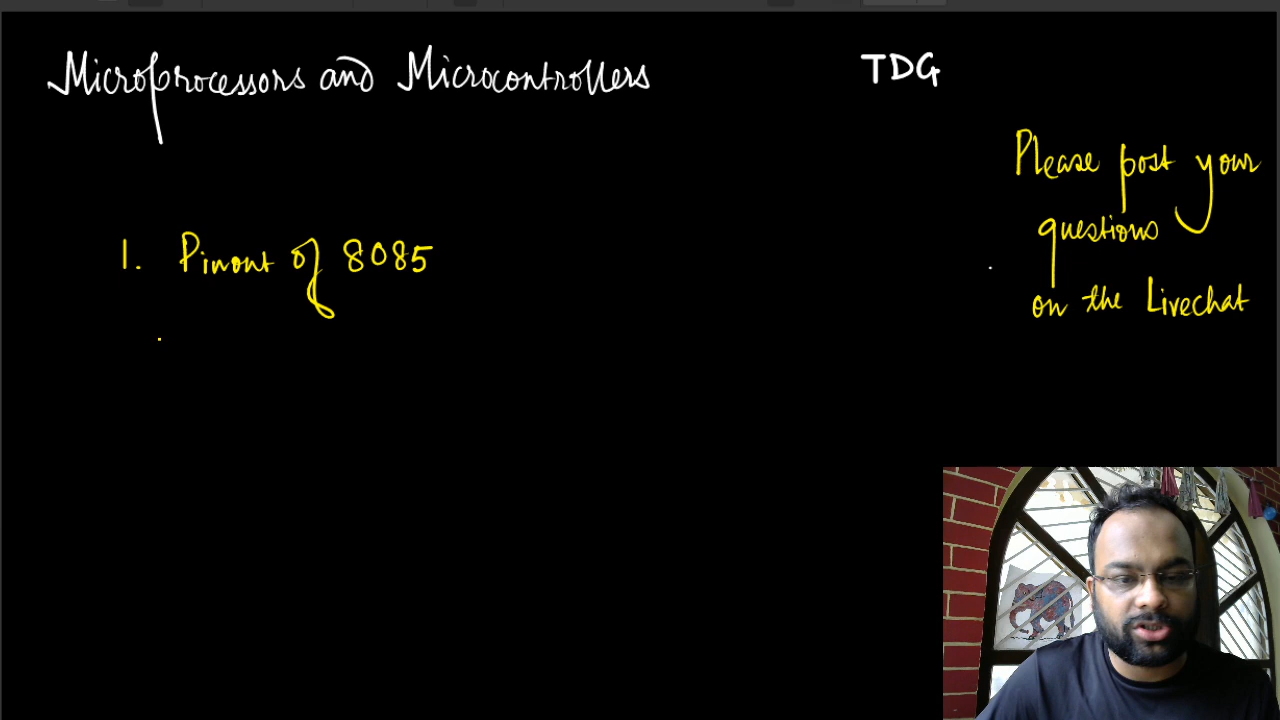 Microprocessors and Microcontrollers
TDG
Please post your
questions
on the Livechat
1. Pinout of 8085